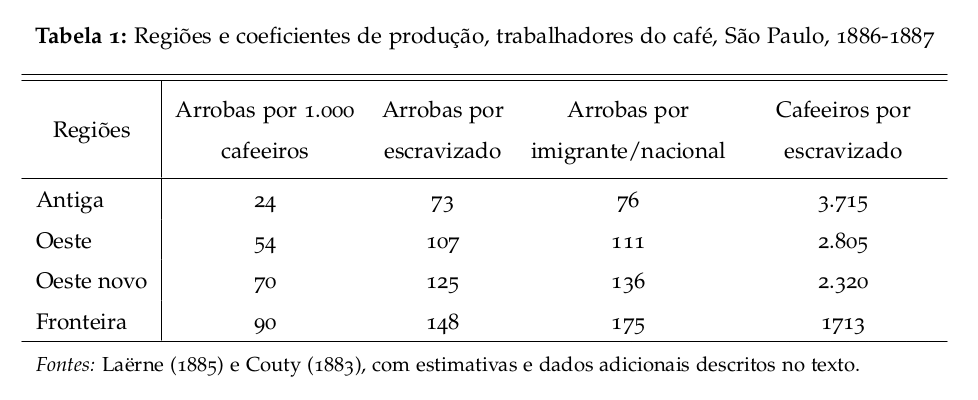 Tabela 1: Regiões e coeficientes de produção, trabalhadores do café, São Paulo, 1886-1887
Regiões Arrobas por 1.000 cafeeiros Arrobas por escravizado Arrobas por imigrante/nacional Cafeeiros por escravizado
Antiga 24 73 76 3.715
Oeste 54 107 111 2.805
Oeste novo 70 125 136 2.320
Fronteira 90 148 175 1713
Fontes: Laërne (1885) e Couty (1883), com estimativas e dados adicionais descritos no texto.